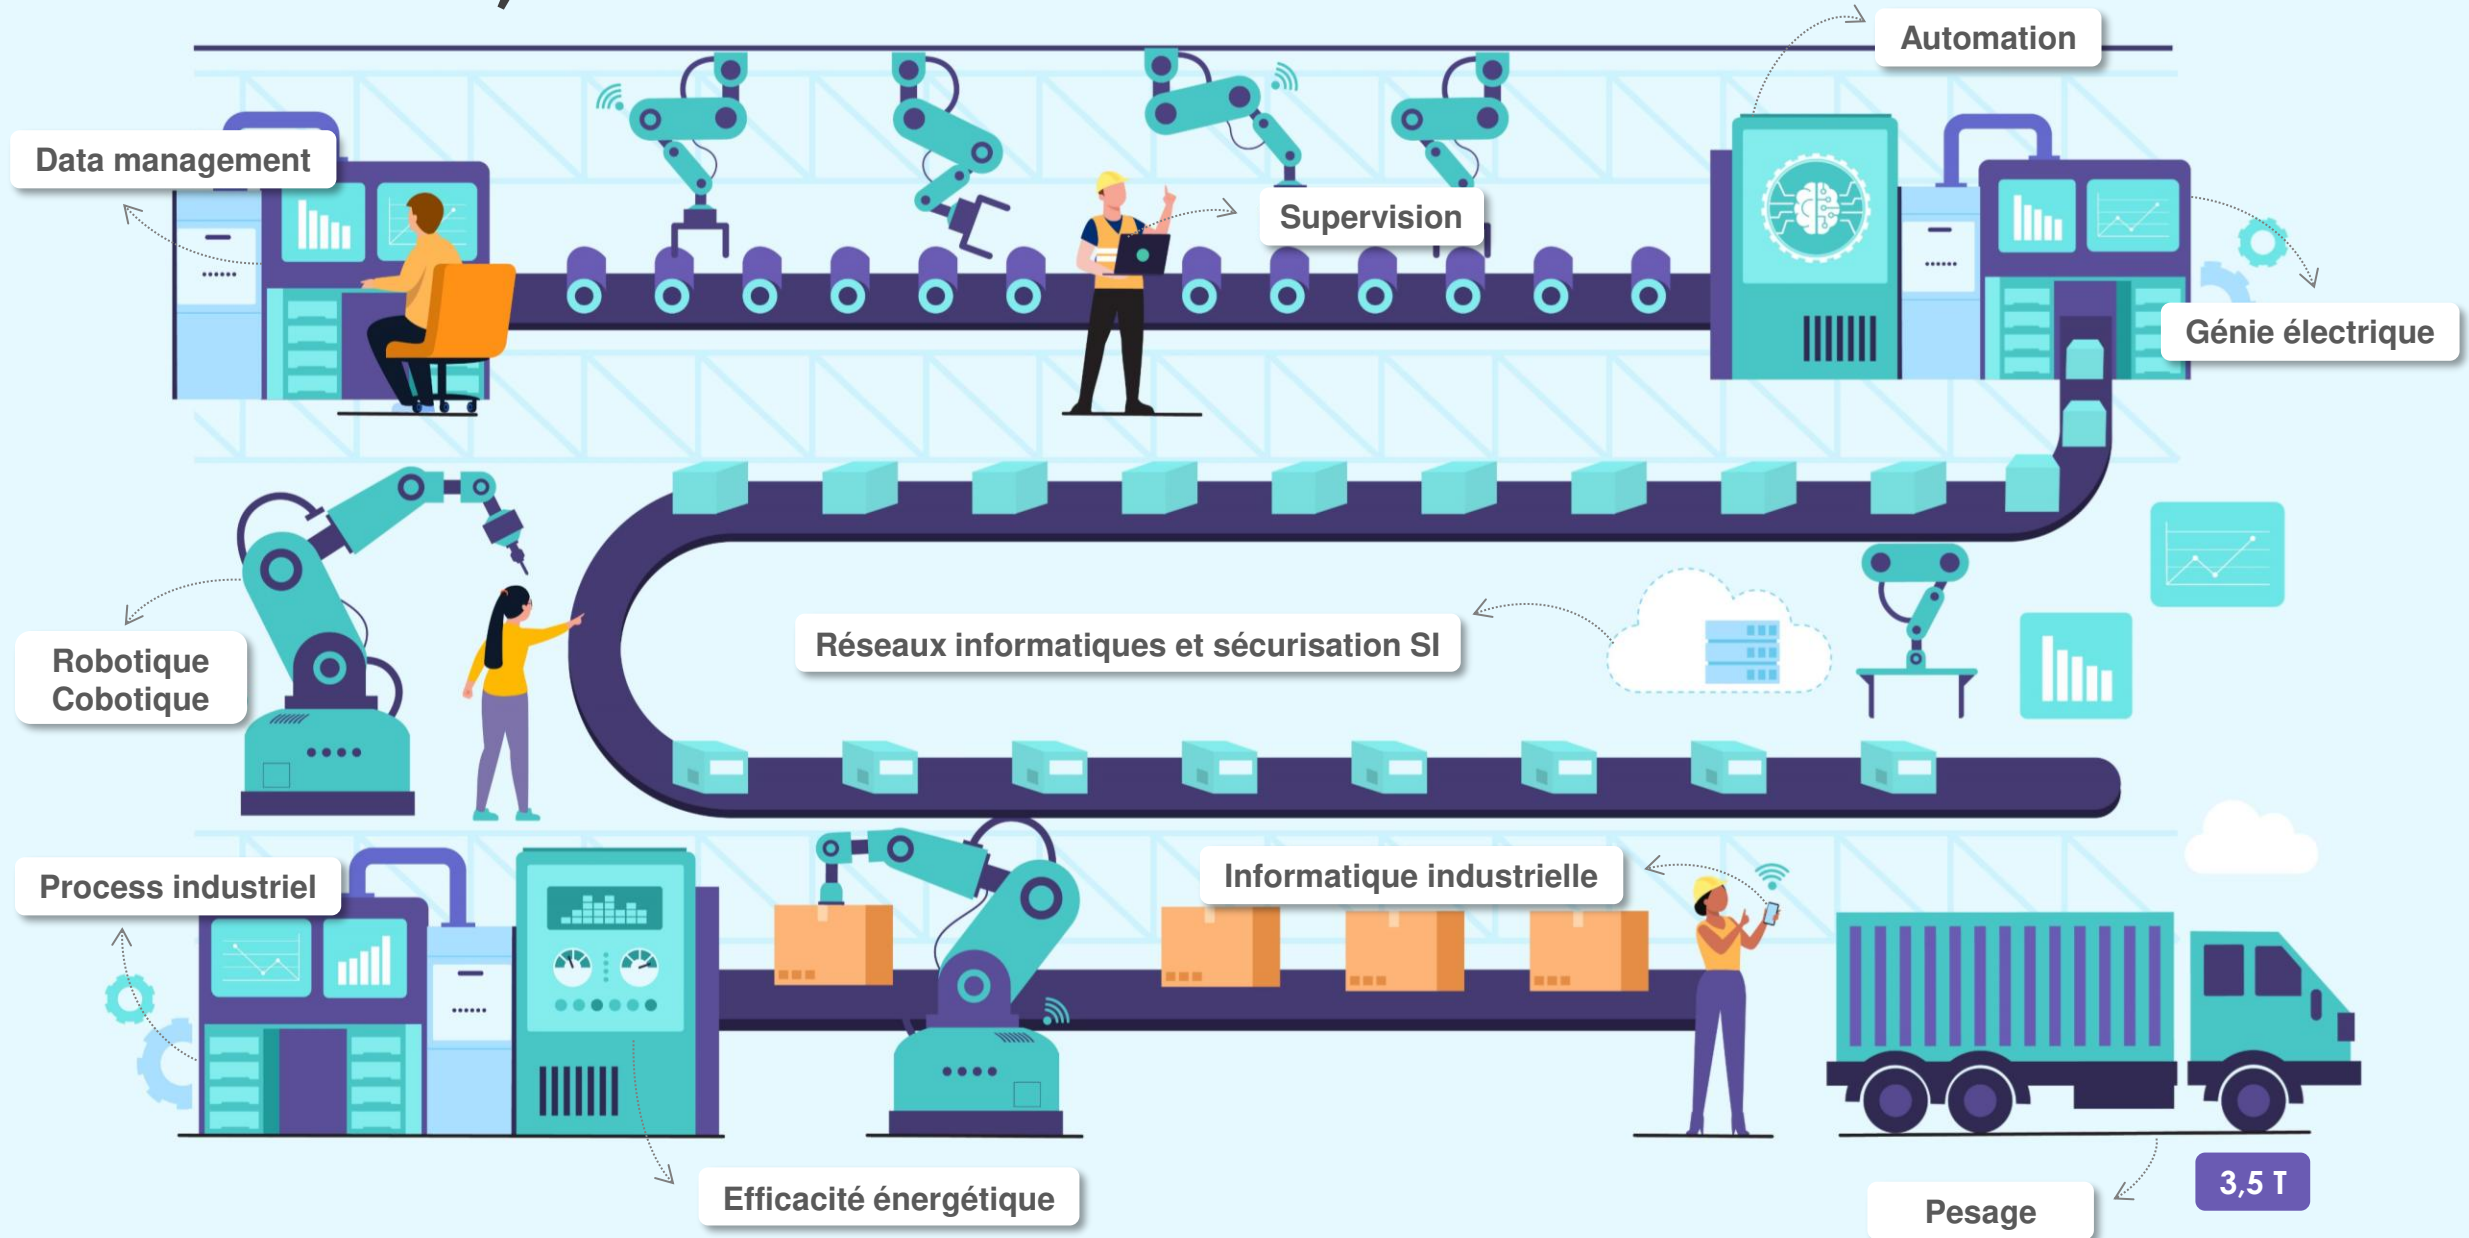 Automation
Data management
Supervision
Génie électrique
Réseaux informatiques et sécurisation SI
Robotique
Cobotique
Process industriel
Informatique industrielle
Efficacité énergétique
3,5 T
Pesage